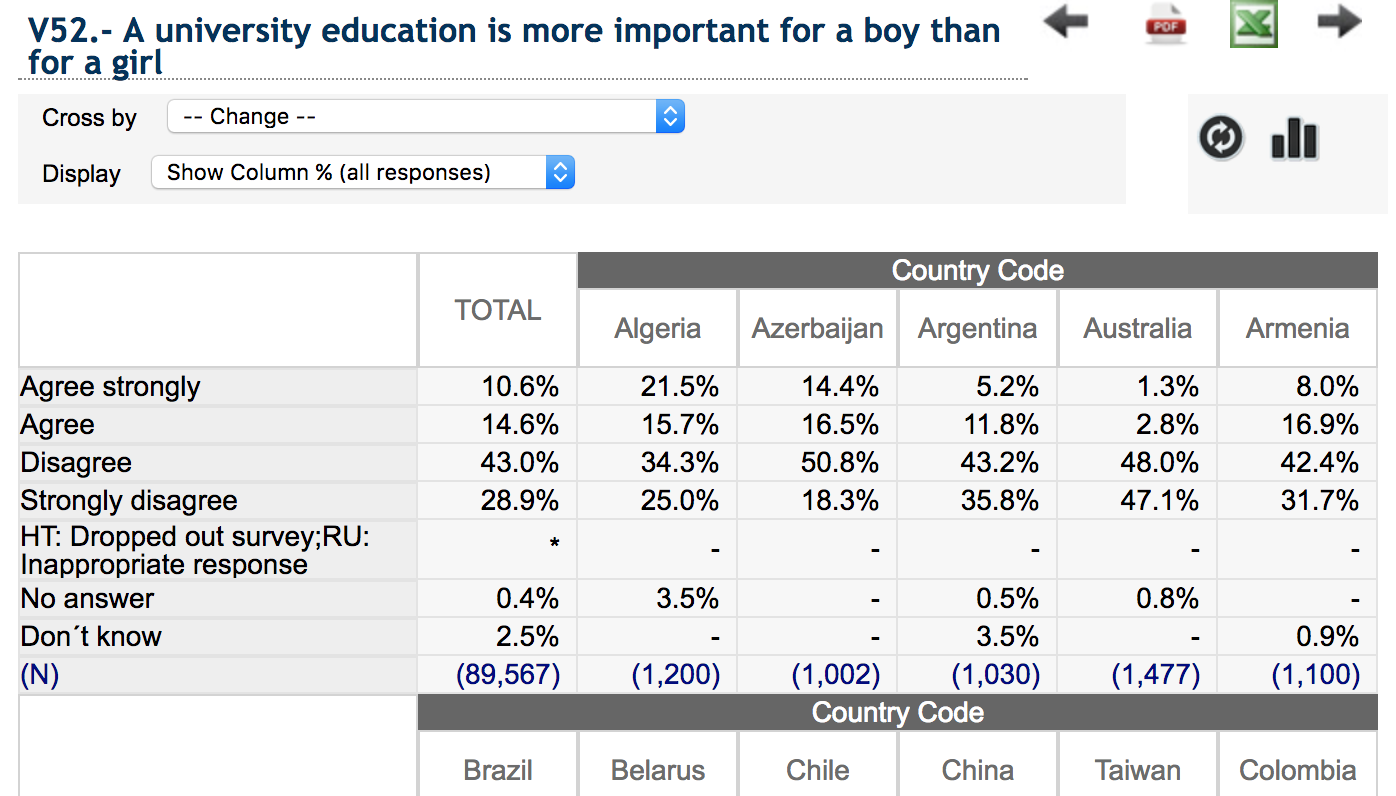 V52.- A university education is more important for a boy than
for a girl
PDF
Cross by -- Change --
Display Show Column % (all responses)
TOTAL Country Code
Algeria Azerbaijan Argentina Australia Armenia
Agree strongly 10.6% 21.5% 14.4% 5.2% 1.3% 8.0%
Agree 14.6% 15.7% 16.5% 11.8% 2.8% 16.9%
Disagree 43.0% 34.3% 50.8% 43.2% 48.0% 42.4%
Strongly disagree 28.9% 25.0% 18.3% 35.8% 47.1% 31.7%
HT: Dropped out survey;RU:
Inappropriate response * - - - - -
No answer 0.4% 3.5% - 0.5% 0.8% -
Don´t know 2.5% - - 3.5% - 0.9%
(N) (89,567) (1,200) (1,002) (1,030) (1,477) (1,100)
Country Code
Brazil Belarus Chile China Taiwan Colombia